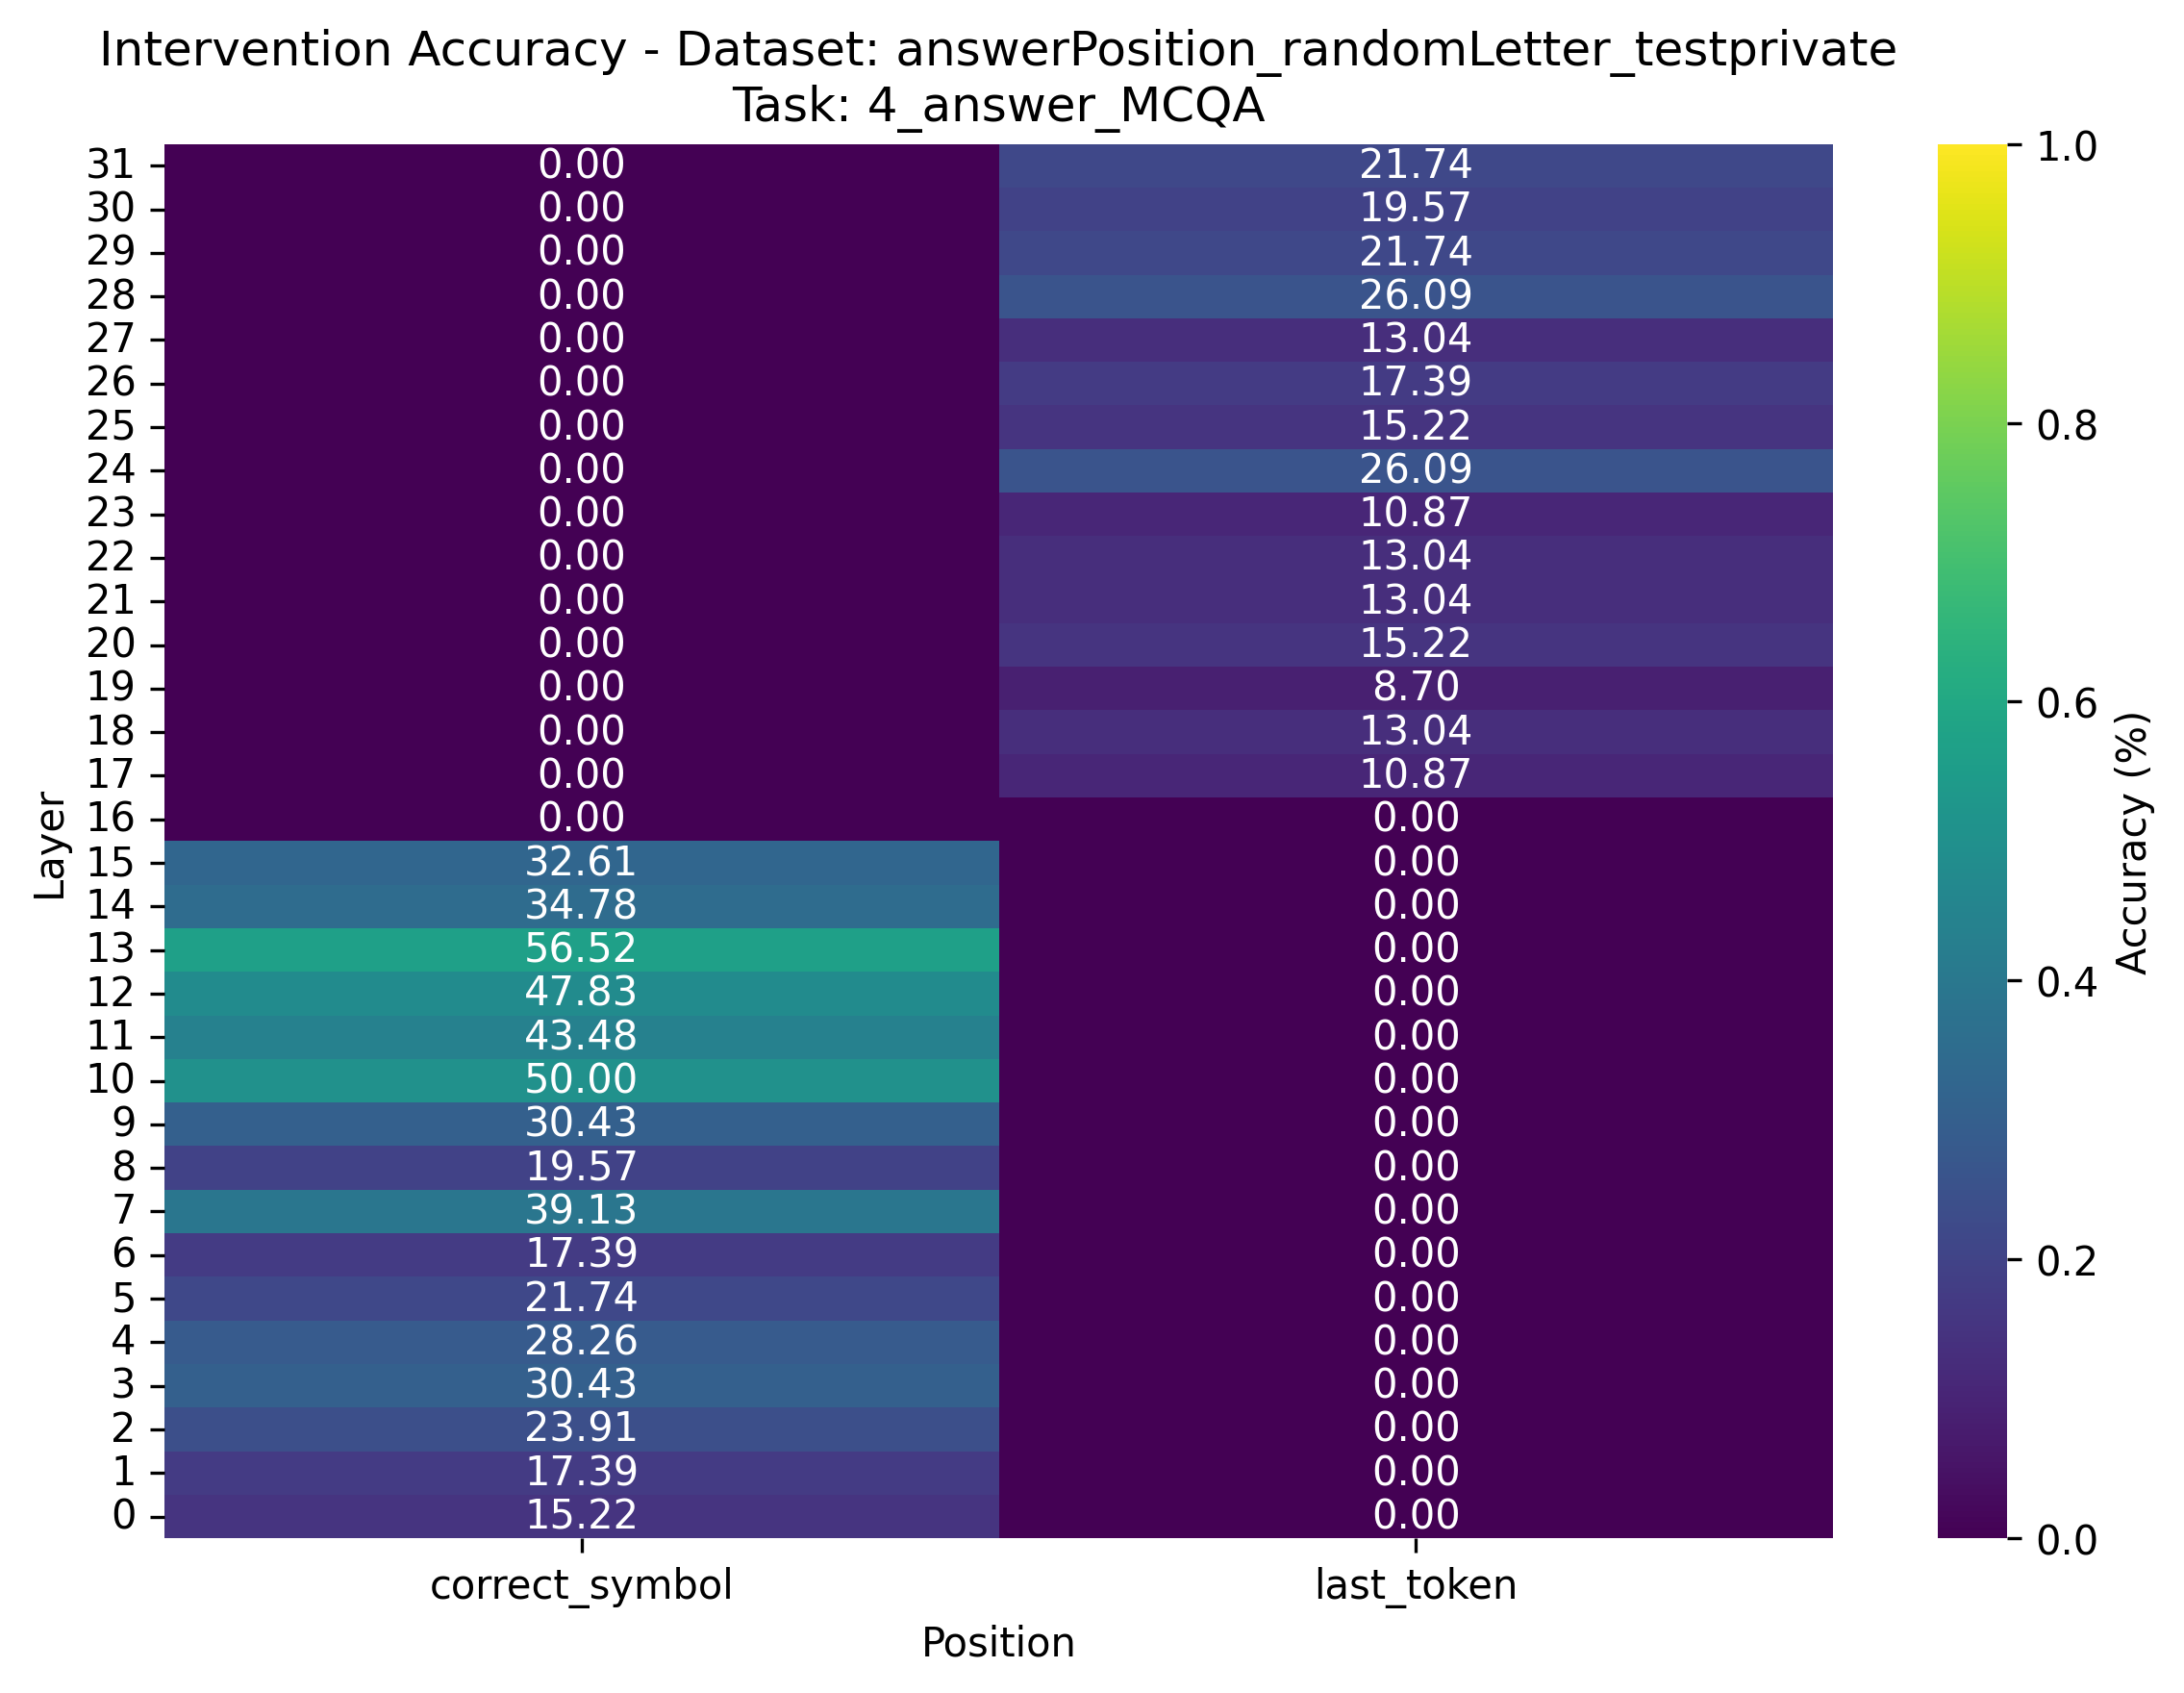 Intervention Accuracy - Dataset: answerPosition_randomLetter_testprivate
Task: 4_answer_MCQA
31 0.00 21.74
30 0.00 19.57
29 0.00 21.74
28 0.00 26.09
27 0.00 13.04
26 0.00 17.39
25 0.00 15.22
24 0.00 26.09
23 0.00 10.87
22 0.00 13.04
21 0.00 13.04
20 0.00 15.22
19 0.00 8.70
18 0.00 13.04
17 0.00 10.87
16 0.00 0.00
15 32.61 0.00
14 34.78 0.00
13 56.52 0.00
12 47.83 0.00
11 43.48 0.00
10 50.00 0.00
9 30.43 0.00
8 19.57 0.00
7 39.13 0.00
6 17.39 0.00
5 21.74 0.00
4 28.26 0.00
3 30.43 0.00
2 23.91 0.00
1 17.39 0.00
0 15.22 0.00
Layer
correct_symbol last_token
Position
1.0
0.8
0.6
0.4
0.2
0.0
Accuracy (%)